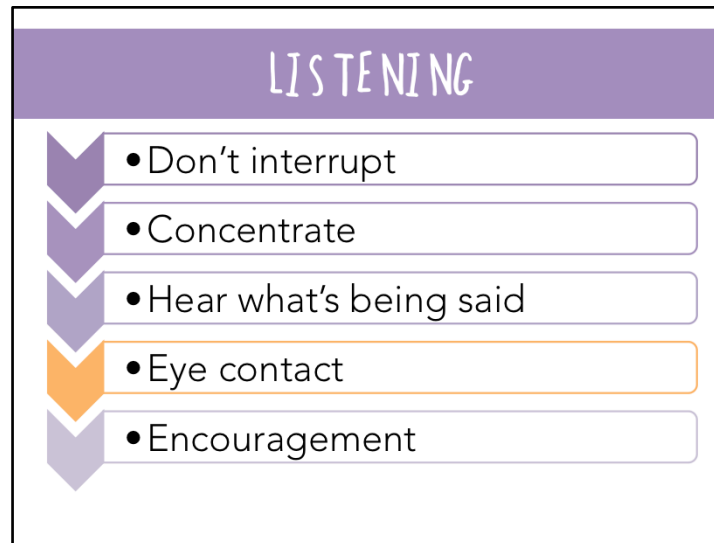 LISTENING
•Don’t interrupt
•Concentrate
•Hear what’s being said
•Eye contact
•Encouragement